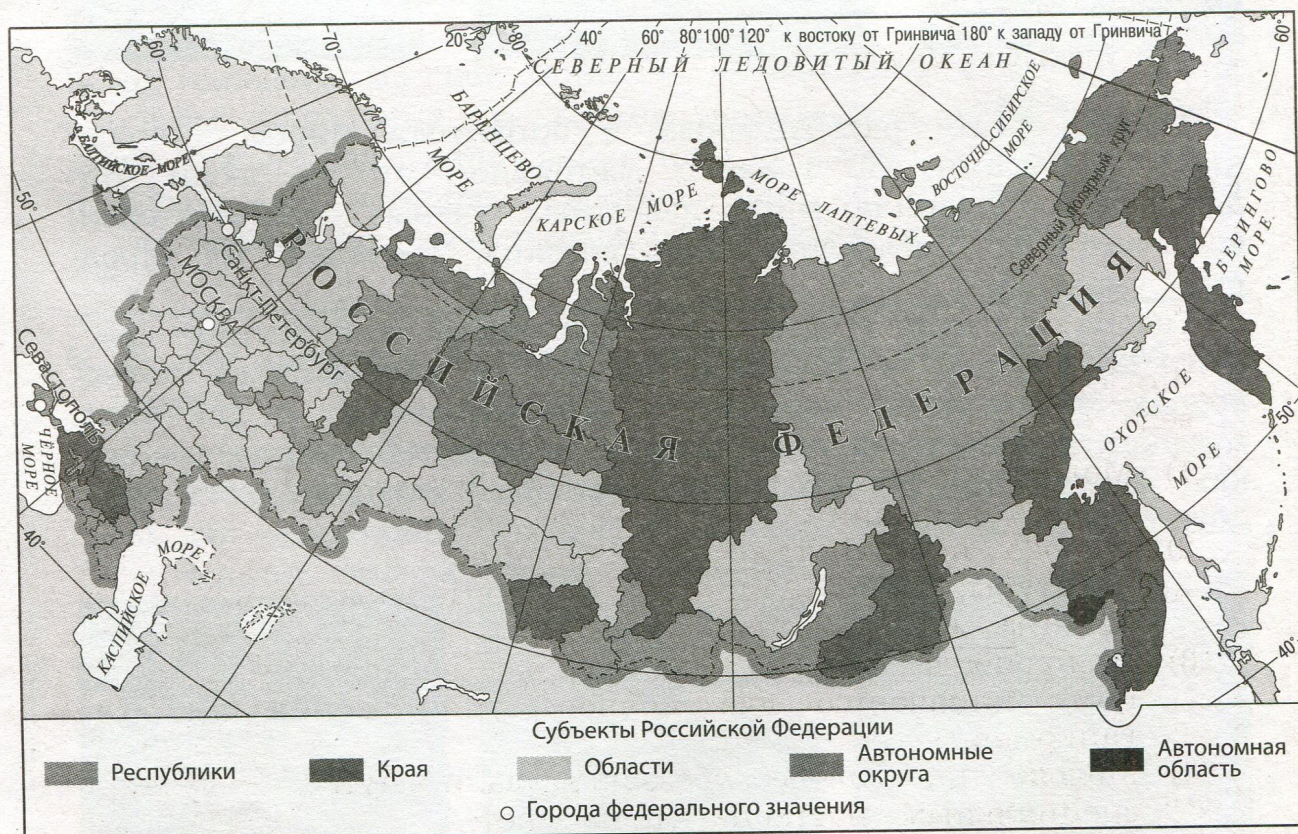 60°
70°
20°
80°
40°
60°
80°
100°
120°
к востоку от Гринвича 180° к западу от Гринвича
60°
СЕВЕРНЫЙ ЛЕДОВИТЫЙ ОКЕАН
БАРЕНЦЕВО
МОРЕ
БАЛТИЙСКОЕ МОРЕ
КАРСКОЕ МОРЕ
МОРЕ ЛАПТЕВЫХ
ВОСТОЧНО-СИБИРСКОЕ
МОРЕ
Северный полярный круг
БЕРИНГОВО
МОРЕ
50°
Санкт-Петербург
МОСКВА
РОССИЙСКАЯ ФЕДЕРАЦИЯ
Севастополь
ЧЁРНОЕ
МОРЕ
ОХОТСКОЕ
МОРЕ
50°
40°
КАСПИЙСКОЕ
МОРЕ
40°
Субъекты Российской Федерации
Республики
Края
Области
Автономные
округа
Автономная
область
Города федерального значения